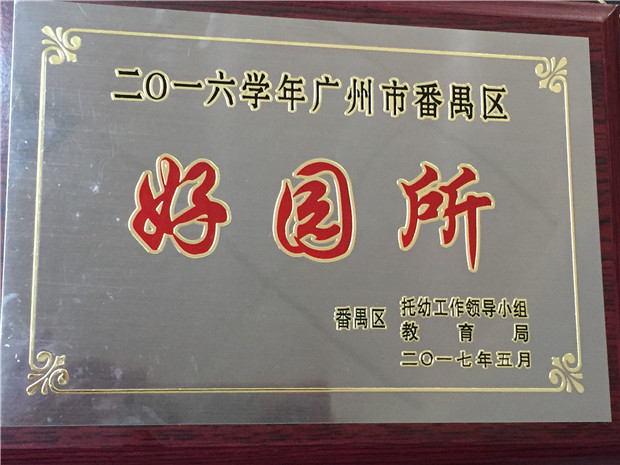 二〇一六学年广州市番禺区
好园所
番禺区 托幼工作领导小组
教育局
二〇一七年五月